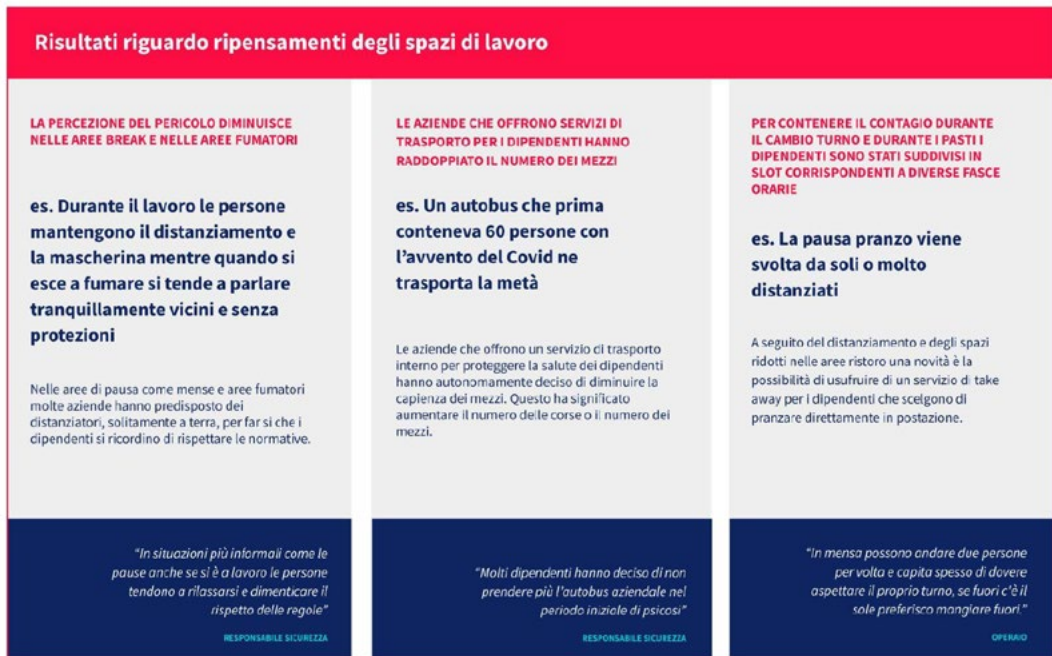 Risultati riguardo ripensamenti degli spazi di lavoro
LA PERCEZIONE DEL PERICOLO DIMINUISCE
NELLE AREE BREAK E NELLE AREE FUMATORI
es. Durante il lavoro le persone
mantengono il distanziamento e
la mascherina mentre quando si
esce a fumare si tende a parlare
tranquillamente vicini e senza
protezioni
Nelle aree di pausa come mense e aree fumatori
molte aziende hanno predisposto dei
distanziatori, solitamente a terra, per far si che i
dipendenti si ricordino di rispettare le normative.
"In situazioni più informali come le
pause anche se si è a lavoro le persone
tendono a rilassarsi e dimenticare il
rispetto delle regole"
RESPONSABILE SICUREZZA
LE AZIENDE CHE OFFRONO SERVIZI DI
TRASPORTO PER I DIPENDENTI HANNO
RADDOPPIATO IL NUMERO DEI MEZZI
es. Un autobus che prima
conteneva 60 persone con
l'avvento del Covid ne
trasporta la metà
Le aziende che offrono un servizio di trasporto
interno per proteggere la salute dei dipendenti
hanno autonomamente deciso di diminuire la
capienza dei mezzi. Questo ha significato
aumentare il numero delle corse o il numero dei
mezzi.
"Molti dipendenti hanno deciso di non
prendere più l'autobus aziendale nel
periodo iniziale di psicosi"
RESPONSABILE SICUREZZA
PER CONTENERE IL CONTAGIO DURANTE
IL CAMBIO TURNO E DURANTE I PASTI I
DIPENDENTI SONO STATI SUDDIVISI IN
SLOT CORRISPONDENTI A DIVERSE FASCE
ORARIE
es. La pausa pranzo viene
svolta da soli o molto
distanziati
A seguito del distanziamento e degli spazi
ridotti nelle aree ristoro una novità è la
possibilità di usufruire di un servizio di take
away per i dipendenti che scelgono di
pranzare direttamente in postazione.
"In mensa possono andare due persone
per volta e capita spesso di dovere
aspettare il proprio turno, se fuori c'è il
sole preferisco mangiare fuori."
OPERAIO